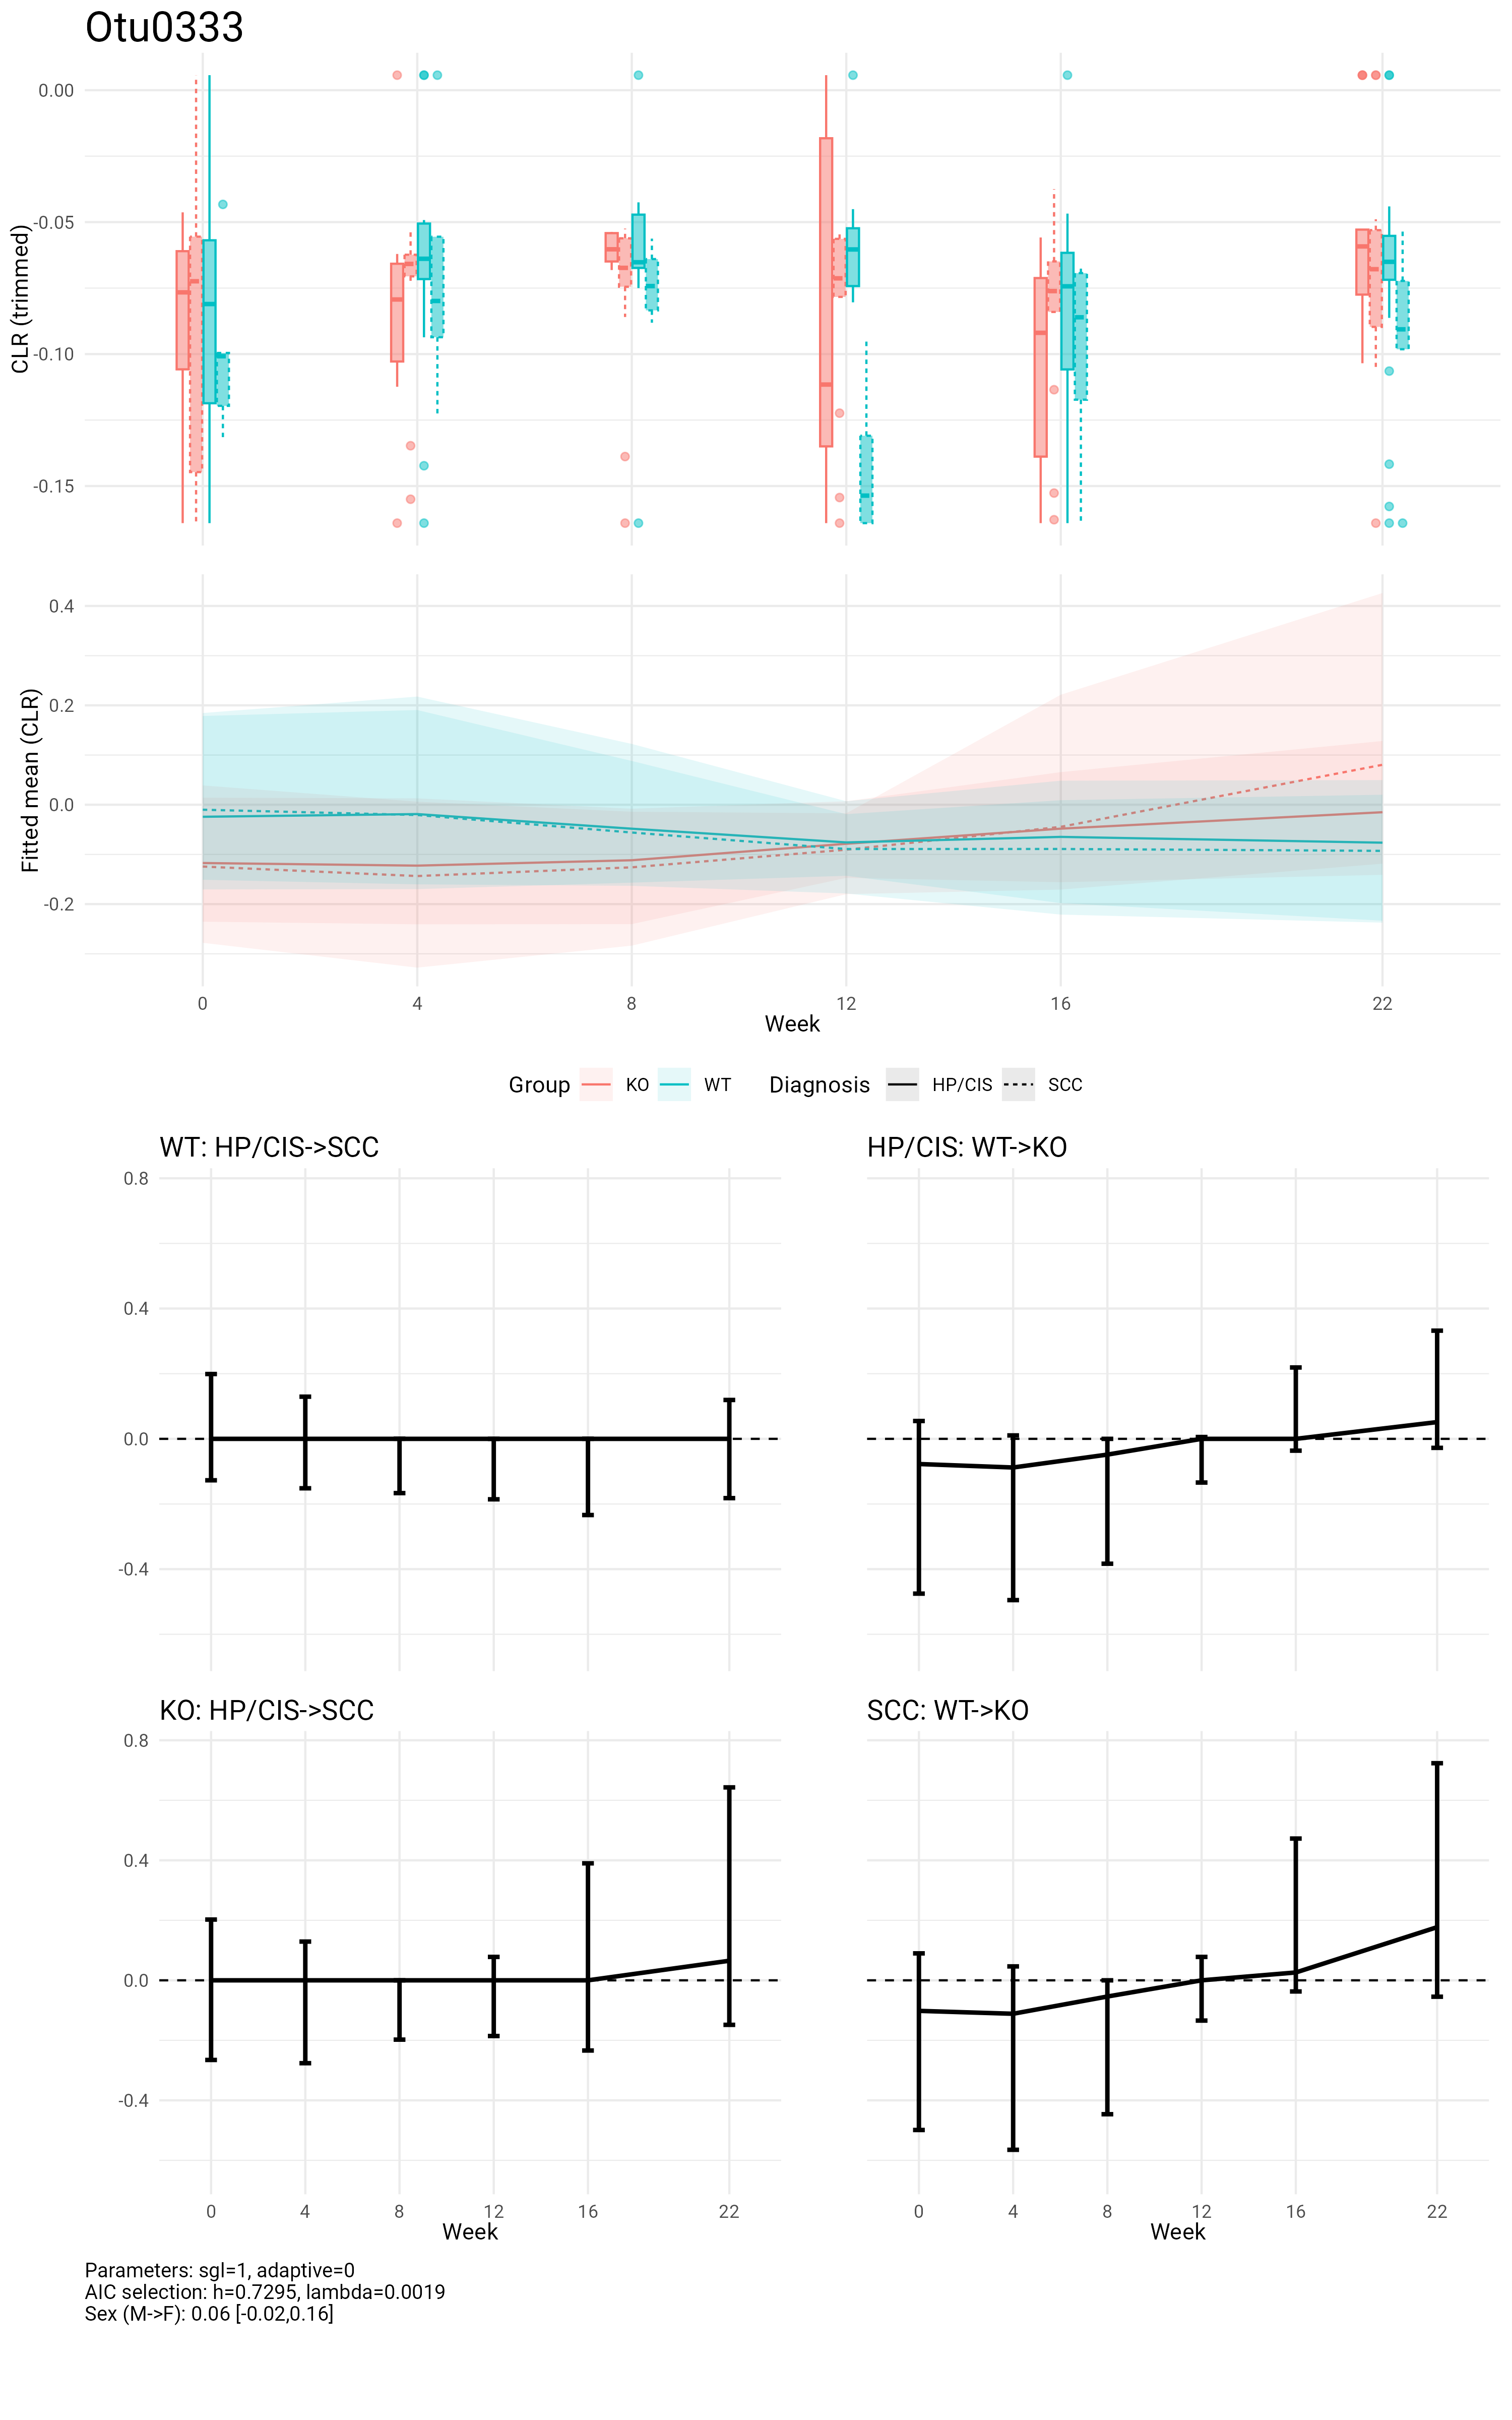 Otu0333
CLR (trimmed)
0.00
-0.05
-0.10
-0.15
Fitted mean (CLR)
0.4
0.2
0.0
-0.2
0 4 8 12 16 22
Week
Group KO WT Diagnosis HP/CIS SCC
WT: HP/CIS->SCC
HP/CIS: WT->KO
0.8
0.4
0.0
-0.4
KO: HP/CIS->SCC
SCC: WT->KO
0.8
0.4
0.0
-0.4
0 4 8 12 16 22
0 4 8 12 16 22
Week
Week
Parameters: sgl=1, adaptive=0
AIC selection: h=0.7295, lambda=0.0019
Sex (M->F): 0.06 [-0.02,0.16]